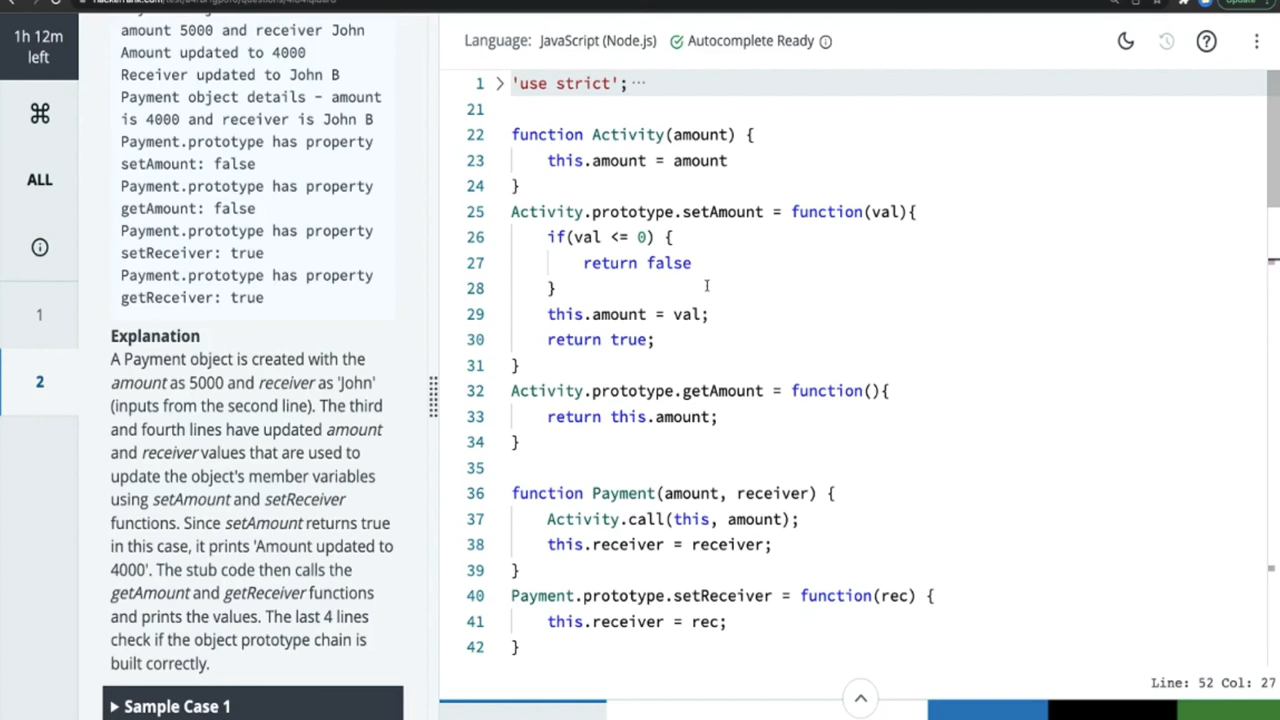 1h 12m
left
ALL
1
2
amount 5000 and receiver John
Amount updated to 4000
Receiver updated to John B
Payment object details - amount
is 4000 and receiver is John B
Payment.prototype has property
setAmount: false
Payment.prototype has property
getAmount: false
Payment.prototype has property
setReceiver: true
Payment.prototype has property
getReceiver: true
Explanation
A Payment object is created with the
amount as 5000 and receiver as 'John'
(inputs from the second line). The third
and fourth lines have updated amount
and receiver values that are used to
update the object's member variables
using setAmount and setReceiver
functions. Since setAmount returns true
in this case, it prints 'Amount updated to
4000'. The stub code then calls the
getAmount and getReceiver functions
and prints the values. The last 4 lines
check if the object prototype chain is
built correctly.
Sample Case 1
Language: JavaScript (Node.js) Autocomplete Ready
1 'use strict'; ...
21
22 function Activity(amount) {
23 this.amount = amount
24 }
25 Activity.prototype.setAmount = function(val){
26 if(val <= 0) {
27 return false
28 }
29 this.amount = val;
30 return true;
31 }
32 Activity.prototype.getAmount = function(){
33 return this.amount;
34 }
35
36 function Payment(amount, receiver) {
37 Activity.call(this, amount);
38 this.receiver = receiver;
39 }
40 Payment.prototype.setReceiver = function(rec) {
41 this.receiver = rec;
42 }
Line: 52 Col: 27